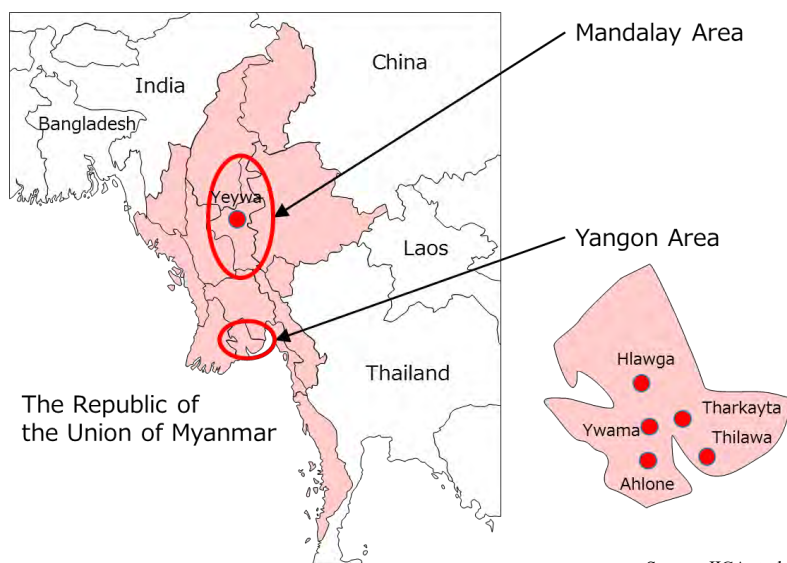 Mandalay Area
China
India
Bangladesh
Yeywa
Yangon Area
Laos
Thailand
The Republic of
the Union of Myanmar
Hlawga
Tharkayta
Ywama
Thilawa
Ahlone